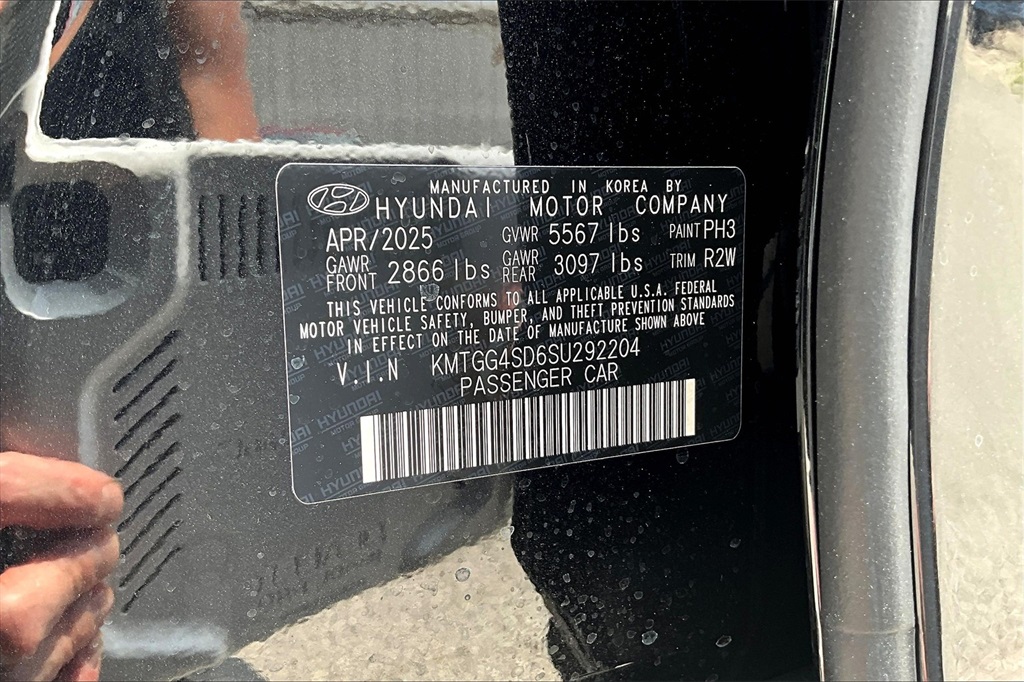 MANUFACTURED IN KOREA BY
HYUNDAI MOTOR COMPANY
APR/2025 GVWR 5567 lbs PAINT PH3
GAWR FRONT 2866 lbs GAWR REAR 3097 lbs TRIM R2W
THIS VEHICLE CONFORMS TO ALL APPLICABLE U.S.A. FEDERAL
MOTOR VEHICLE SAFETY, BUMPER, AND THEFT PREVENTION STANDARDS
IN EFFECT ON THE DATE OF MANUFACTURE SHOWN ABOVE
V.I.N KMTGG4SD6SU292204
PASSENGER CAR